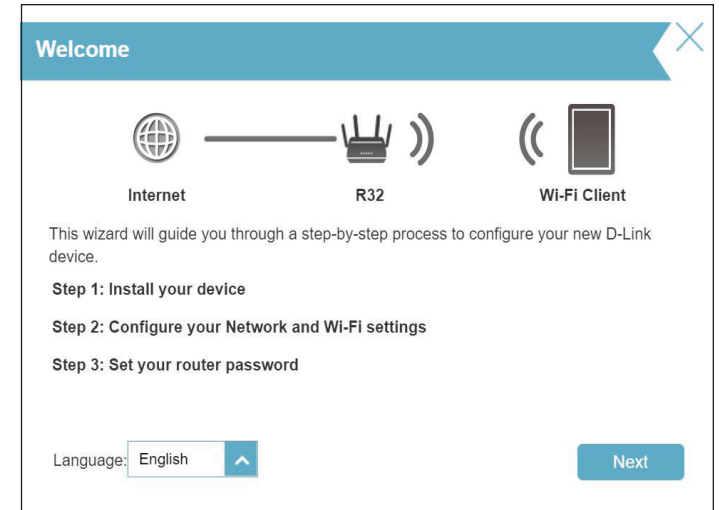 Welcome
Internet
R32
Wi-Fi Client
This wizard will guide you through a step-by-step process to configure your new D-Link
device.
Step 1: Install your device
Step 2: Configure your Network and Wi-Fi settings
Step 3: Set your router password
Language: English
Next